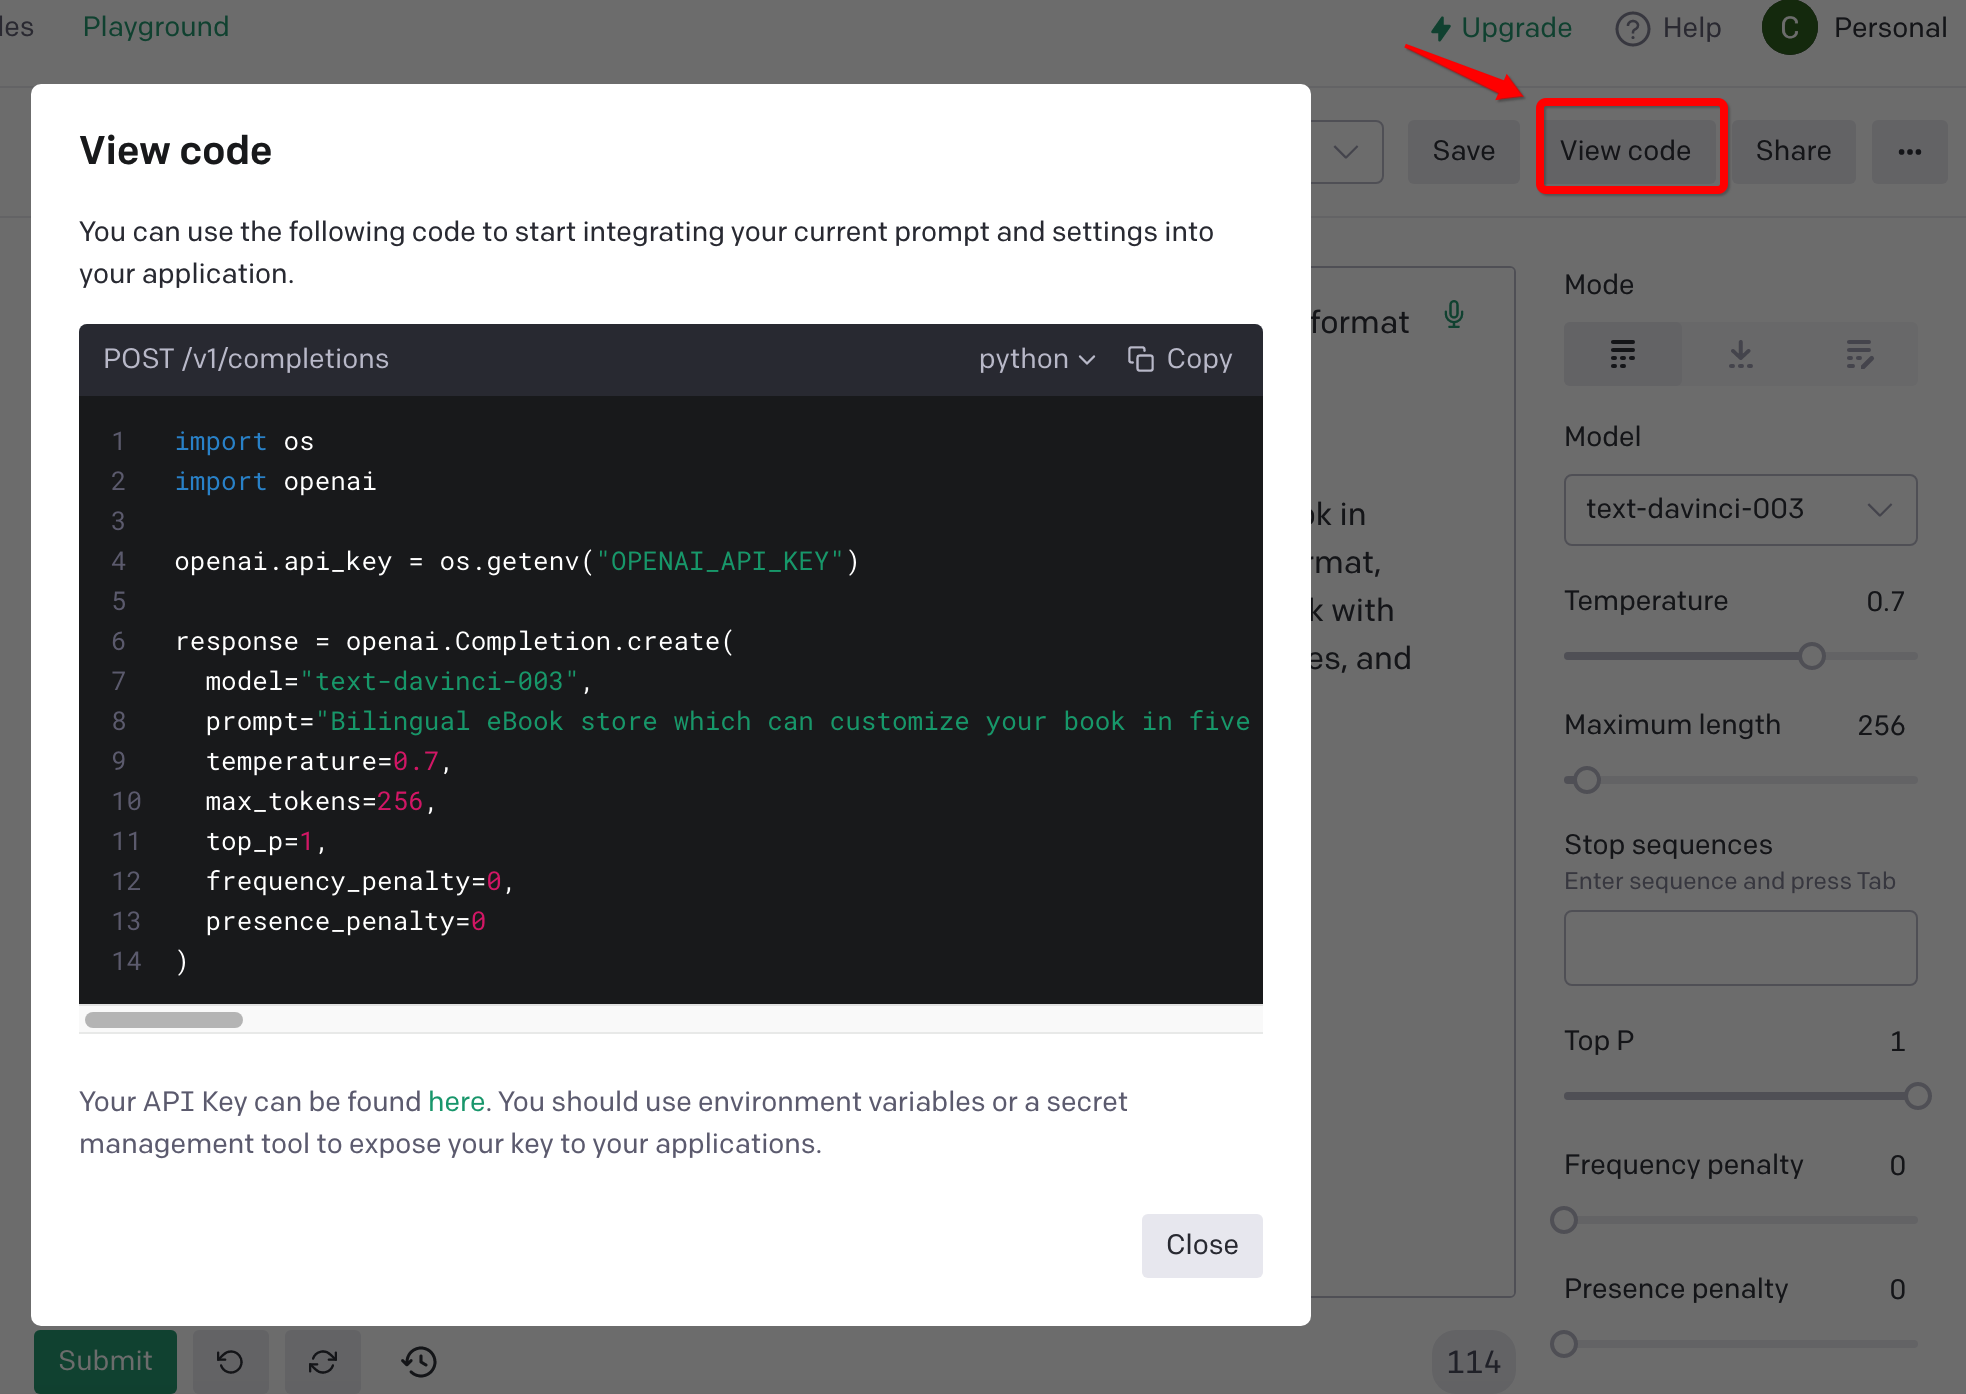 Playground
Upgrade
Help
C
Personal
View code
Save
View code
Share
You can use the following code to start integrating your current prompt and settings into
your application.
POST /v1/completions
python
Copy
1 import os
2 import openai
3
4 openai.api_key = os.getenv("OPENAI_API_KEY")
5
6 response = openai.Completion.create(
7 model="text-davinci-003",
8 prompt="Bilingual eBook store which can customize your book in five
9 temperature=0.7,
10 max_tokens=256,
11 top_p=1,
12 frequency_penalty=0,
13 presence_penalty=0
14 )
Your API Key can be found here. You should use environment variables or a secret
management tool to expose your key to your applications.
Close
format
in
with
and
Mode
Model
text-davinci-003
Temperature 0.7
Maximum length 256
Stop sequences
Enter sequence and press Tab
Top P 1
Frequency penalty 0
Presence penalty 0
Submit
114